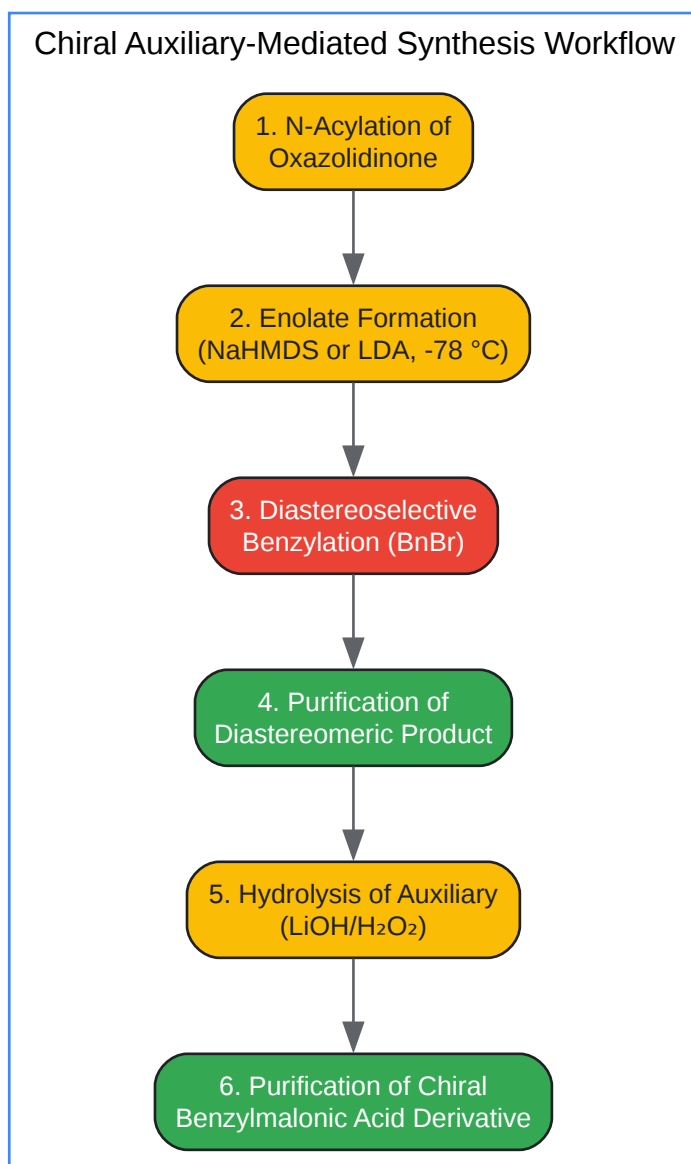 Chiral Auxiliary-Mediated Synthesis Workflow
1. N-Acylation of
Oxazolidinone
2. Enolate Formation
(NaHMDS or LDA, -78 °C)
3. Diastereoselective
Benzylation (BnBr)
4. Purification of
Diastereomeric Product
5. Hydrolysis of Auxiliary
(LiOH/H₂O₂)
6. Purification of Chiral
Benzylmalonic Acid Derivative